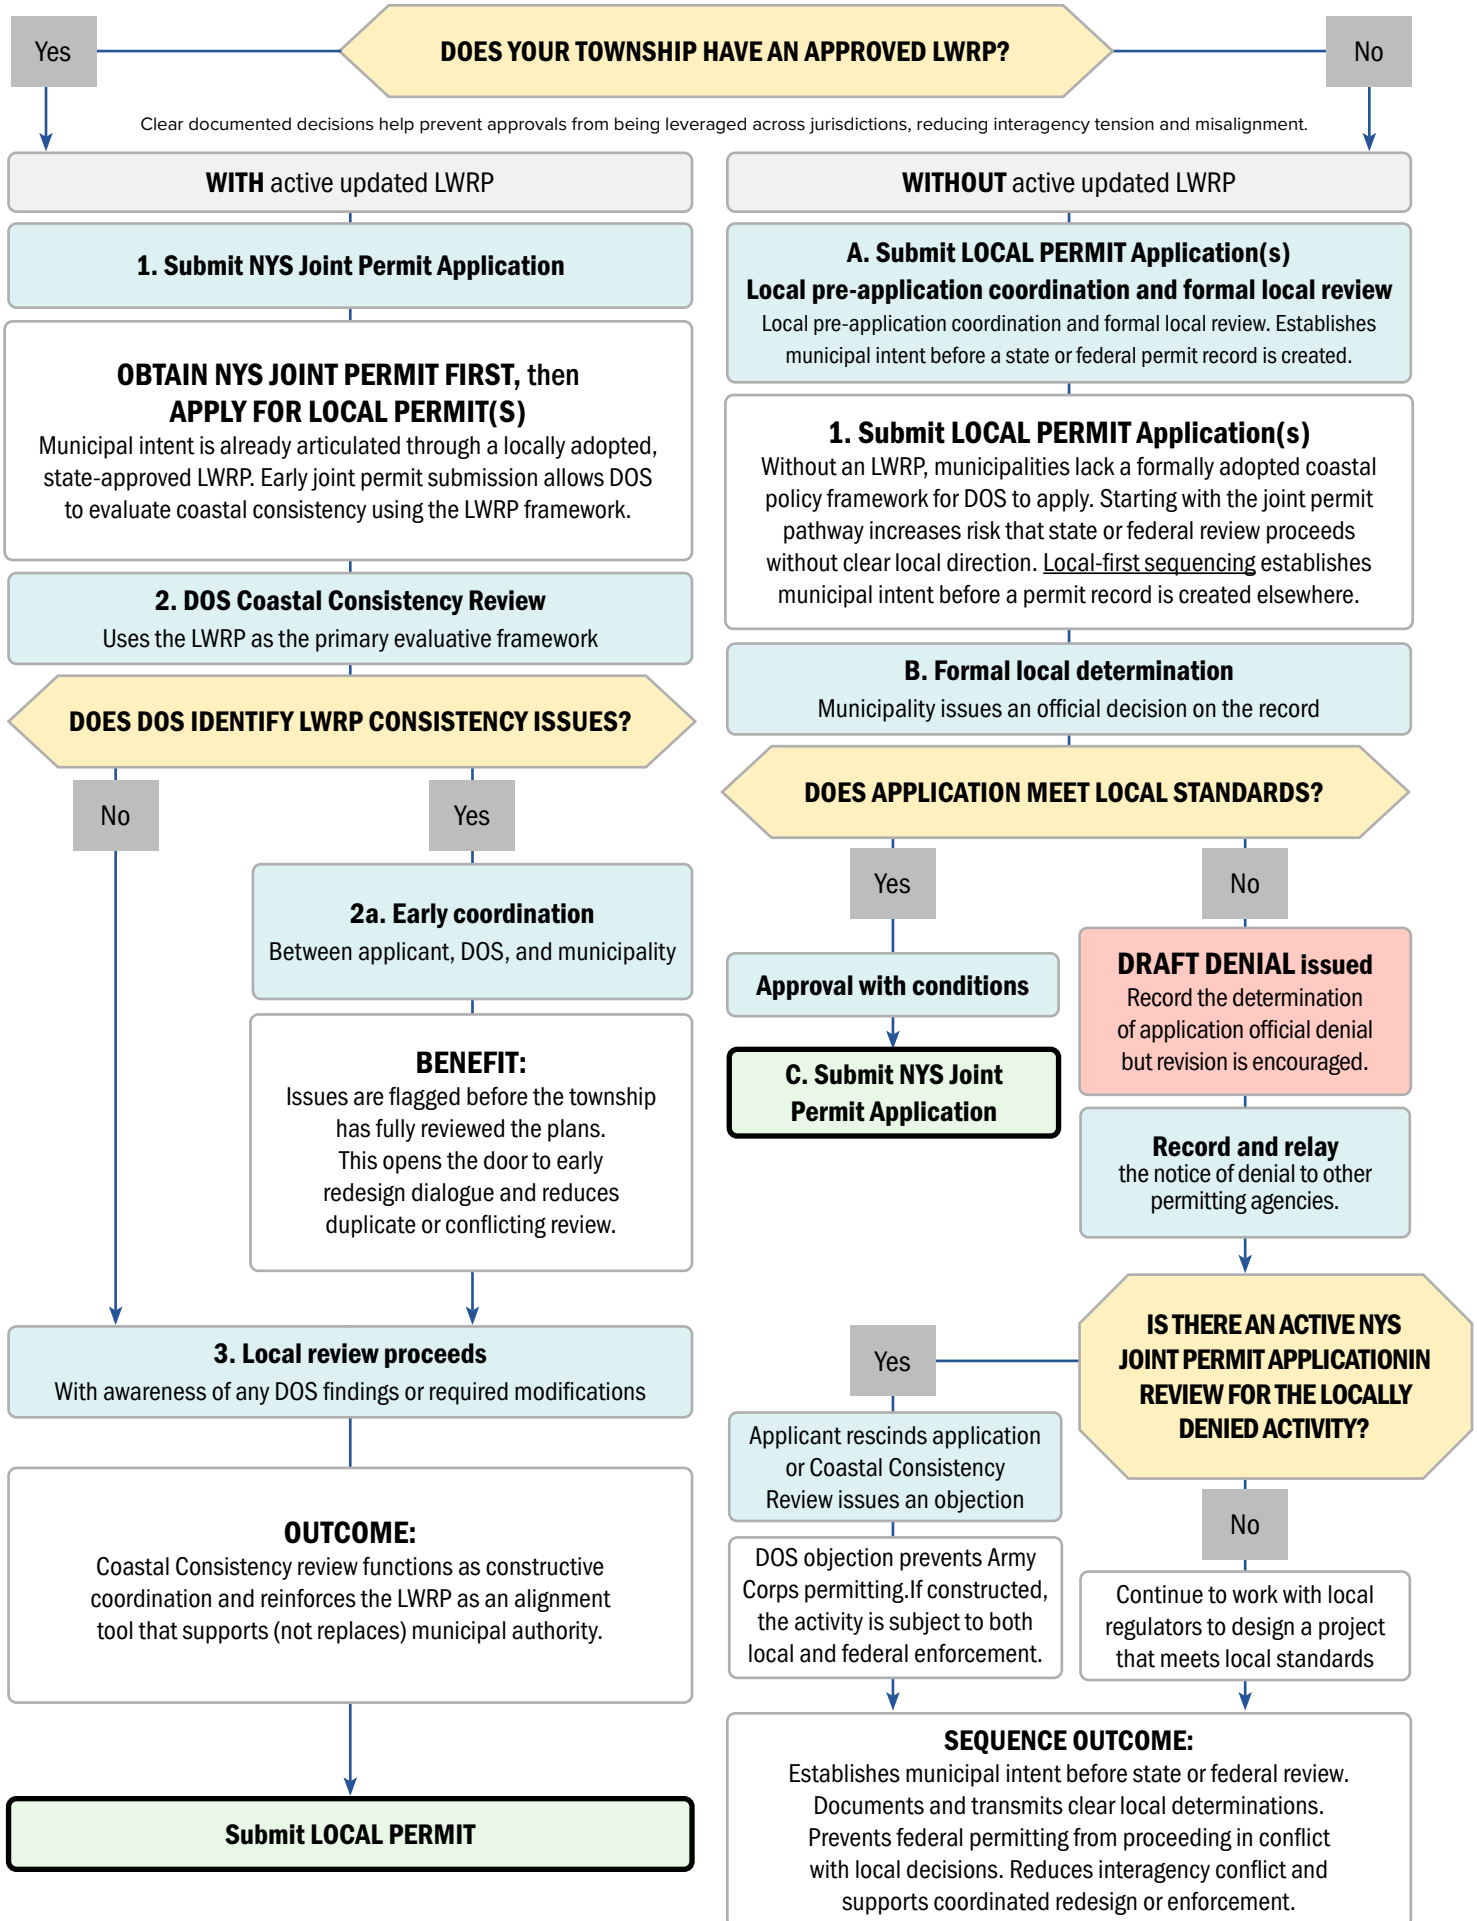 DOES YOUR TOWNSHIP HAVE AN APPROVED LWRP?
Yes
No
Clear documented decisions help prevent approvals from being leveraged across jurisdictions, reducing interagency tension and misalignment.
WITH active updated LWRP
1. Submit NYS Joint Permit Application
OBTAIN NYS JOINT PERMIT FIRST, then
APPLY FOR LOCAL PERMIT(S)
Municipal intent is already articulated through a locally adopted,
state-approved LWRP. Early joint permit submission allows DOS
to evaluate coastal consistency using the LWRP framework.
2. DOS Coastal Consistency Review
Uses the LWRP as the primary evaluative framework
DOES DOS IDENTIFY LWRP CONSISTENCY ISSUES?
No
Yes
2a. Early coordination
Between applicant, DOS, and municipality
BENEFIT:
Issues are flagged before the township
has fully reviewed the plans.
This opens the door to early
redesign dialogue and reduces
duplicate or conflicting review.
3. Local review proceeds
With awareness of any DOS findings or required modifications
OUTCOME:
Coastal Consistency review functions as constructive
coordination and reinforces the LWRP as an alignment
tool that supports (not replaces) municipal authority.
Submit LOCAL PERMIT
WITHOUT active updated LWRP
A. Submit LOCAL PERMIT Application(s)
Local pre-application coordination and formal local review
Local pre-application coordination and formal local review. Establishes
municipal intent before a state or federal permit record is created.
1. Submit LOCAL PERMIT Application(s)
Without an LWRP, municipalities lack a formally adopted coastal
policy framework for DOS to apply. Starting with the joint permit
pathway increases risk that state or federal review proceeds
without clear local direction. Local-first sequencing establishes
municipal intent before a permit record is created elsewhere.
B. Formal local determination
Municipality issues an official decision on the record
DOES APPLICATION MEET LOCAL STANDARDS?
Yes
No
Approval with conditions
C. Submit NYS Joint
Permit Application
DRAFT DENIAL issued
Record the determination
of application official denial
but revision is encouraged.
Record and relay
the notice of denial to other
permitting agencies.
IS THERE AN ACTIVE NYS
JOINT PERMIT APPLICATIONIN
REVIEW FOR THE LOCALLY
DENIED ACTIVITY?
Yes
Applicant rescinds application
or Coastal Consistency
Review issues an objection
DOS objection prevents Army
Corps permitting.If constructed,
the activity is subject to both
local and federal enforcement.
No
Continue to work with local
regulators to design a project
that meets local standards
SEQUENCE OUTCOME:
Establishes municipal intent before state or federal review.
Documents and transmits clear local determinations.
Prevents federal permitting from proceeding in conflict
with local decisions. Reduces interagency conflict and
supports coordinated redesign or enforcement.